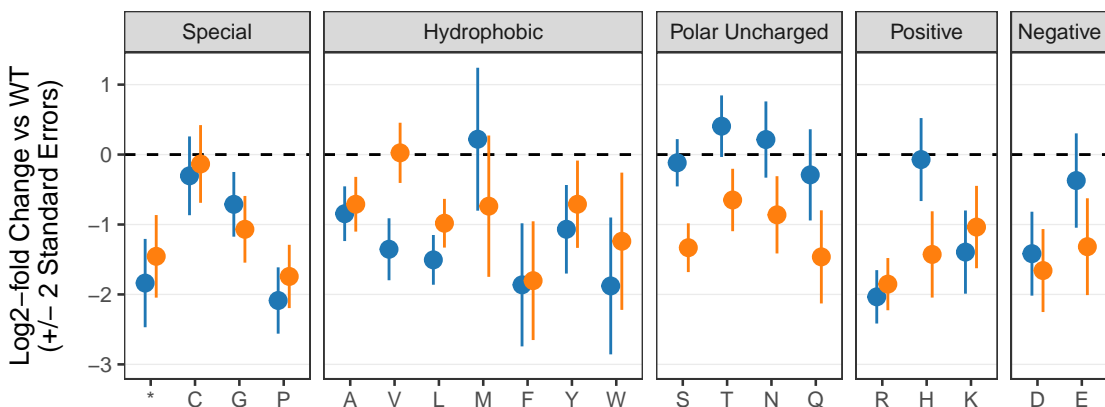 Special Hydrophobic Polar Uncharged Positive Negative
Log2−fold Change vs WT
(+/− 2 Standard Errors)
1
0
−1
−2
−3
* C G P A V L M F Y W S T N Q R H K D E